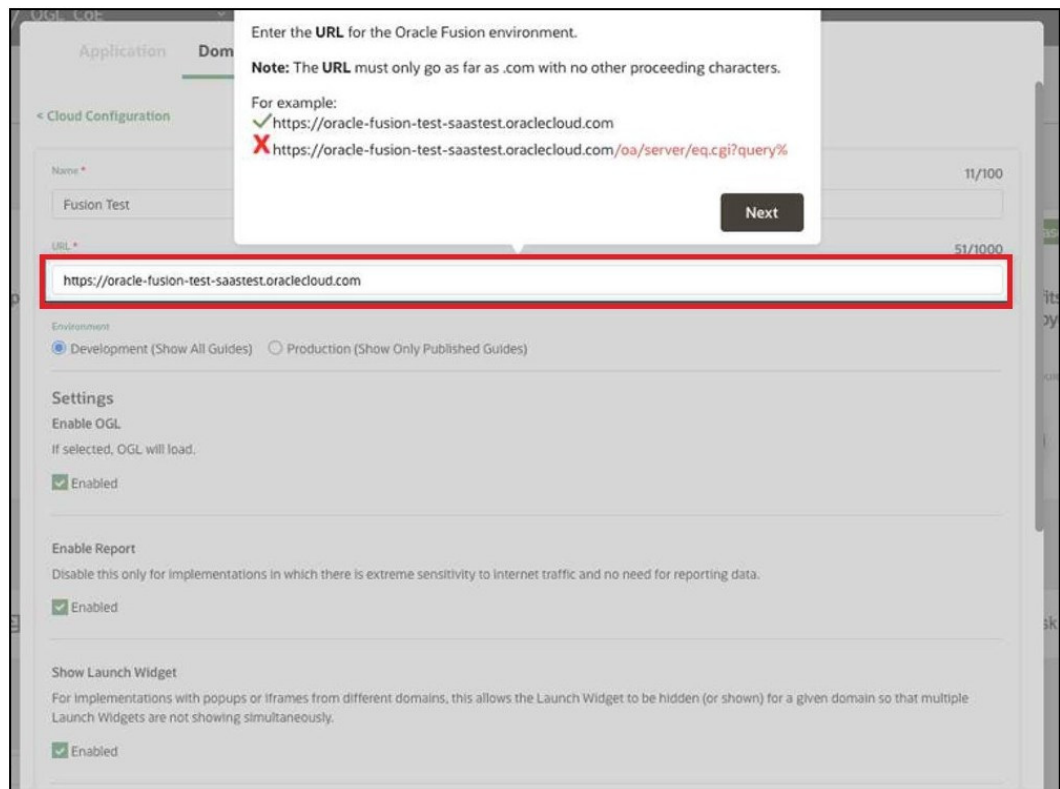 OGL CoE
Enter the URL for the Oracle Fusion environment.
Application
Dom
Note: The URL must only go as far as .com with no other proceeding characters.
For example:
< Cloud Configuration
✓https://oracle-fusion-test-saastest.oraclecloud.com
X https://oracle-fusion-test-saastest.oraclecloud.com/oa/server/eq.cgi?query%
Name *
11/100
Fusion Test
Next
URL *
51/1000
https://oracle-fusion-test-saastest.oraclecloud.com
Environment
Development (Show All Guides) Production (Show Only Published Guides)
Settings
Enable OGL
If selected, OGL will load.
Enabled
Enable Report
Disable this only for implementations in which there is extreme sensitivity to internet traffic and no need for reporting data.
Enabled
Show Launch Widget
For implementations with popups or iframes from different domains, this allows the Launch Widget to be hidden (or shown) for a given domain so that multiple
Launch Widgets are not showing simultaneously.
Enabled